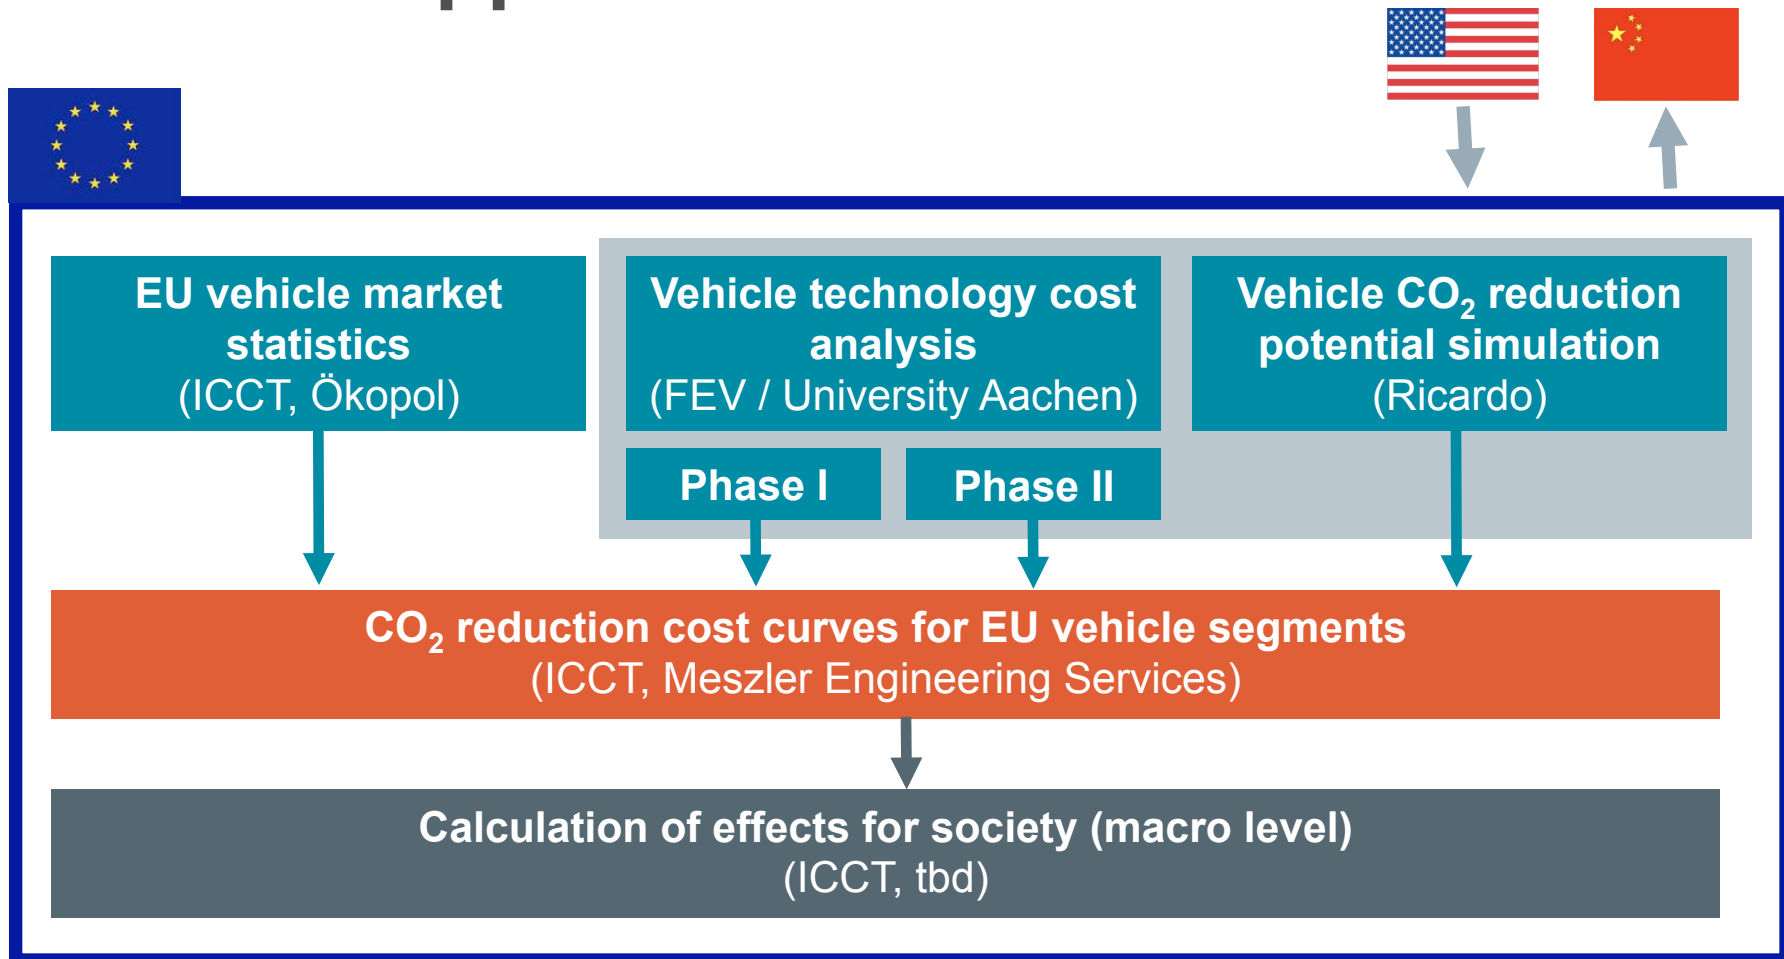 EU vehicle market
statistics
(ICCT, Ökopol)
Vehicle technology cost
analysis
(FEV / University Aachen)
Vehicle CO₂ reduction
potential simulation
(Ricardo)
Phase I
Phase II
CO₂ reduction cost curves for EU vehicle segments
(ICCT, Meszler Engineering Services)
Calculation of effects for society (macro level)
(ICCT, tbd)